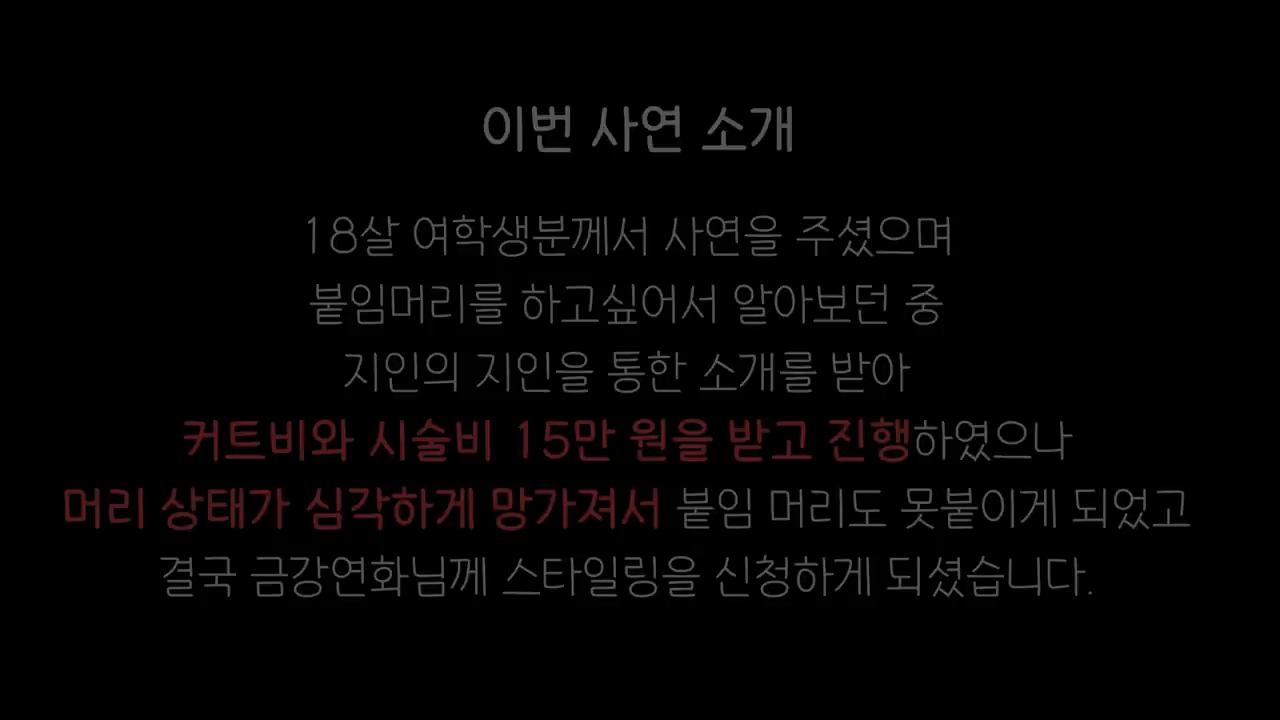 이번 사연 소개
18살 여학생분께서 사연을 주셨으며
붙임머리를 하고싶어서 알아보던 중
지인의 지인을 통한 소개를 받아
커트비와 시술비 15만 원을 받고 진행하였으나
머리 상태가 심각하게 망가져서 붙임 머리도 못붙이게 되었고
결국 금강연화님께 스타일링을 신청하게 되셨습니다.